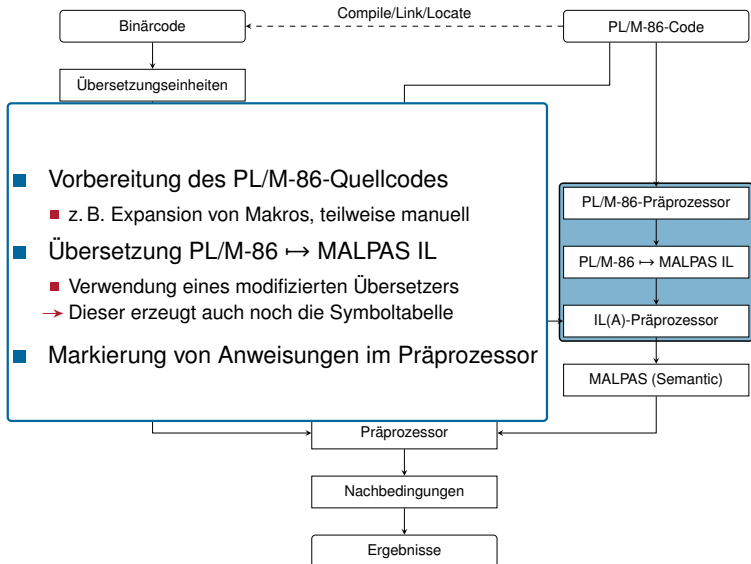 Compile/Link/Locate
Binärcode
PL/M-86-Code
Übersetzungseinheiten
Vorbereitung des PL/M-86-Quellcodes
z. B. Expansion von Makros, teilweise manuell
Übersetzung PL/M-86 ↦ MALPAS IL
Verwendung eines modifizierten Übersetzers
→ Dieser erzeugt auch noch die Symboltabelle
Markierung von Anweisungen im Präprozessor
PL/M-86-Präprozessor
PL/M-86 ↦ MALPAS IL
IL(A)-Präprozessor
MALPAS (Semantic)
Präprozessor
Nachbedingungen
Ergebnisse